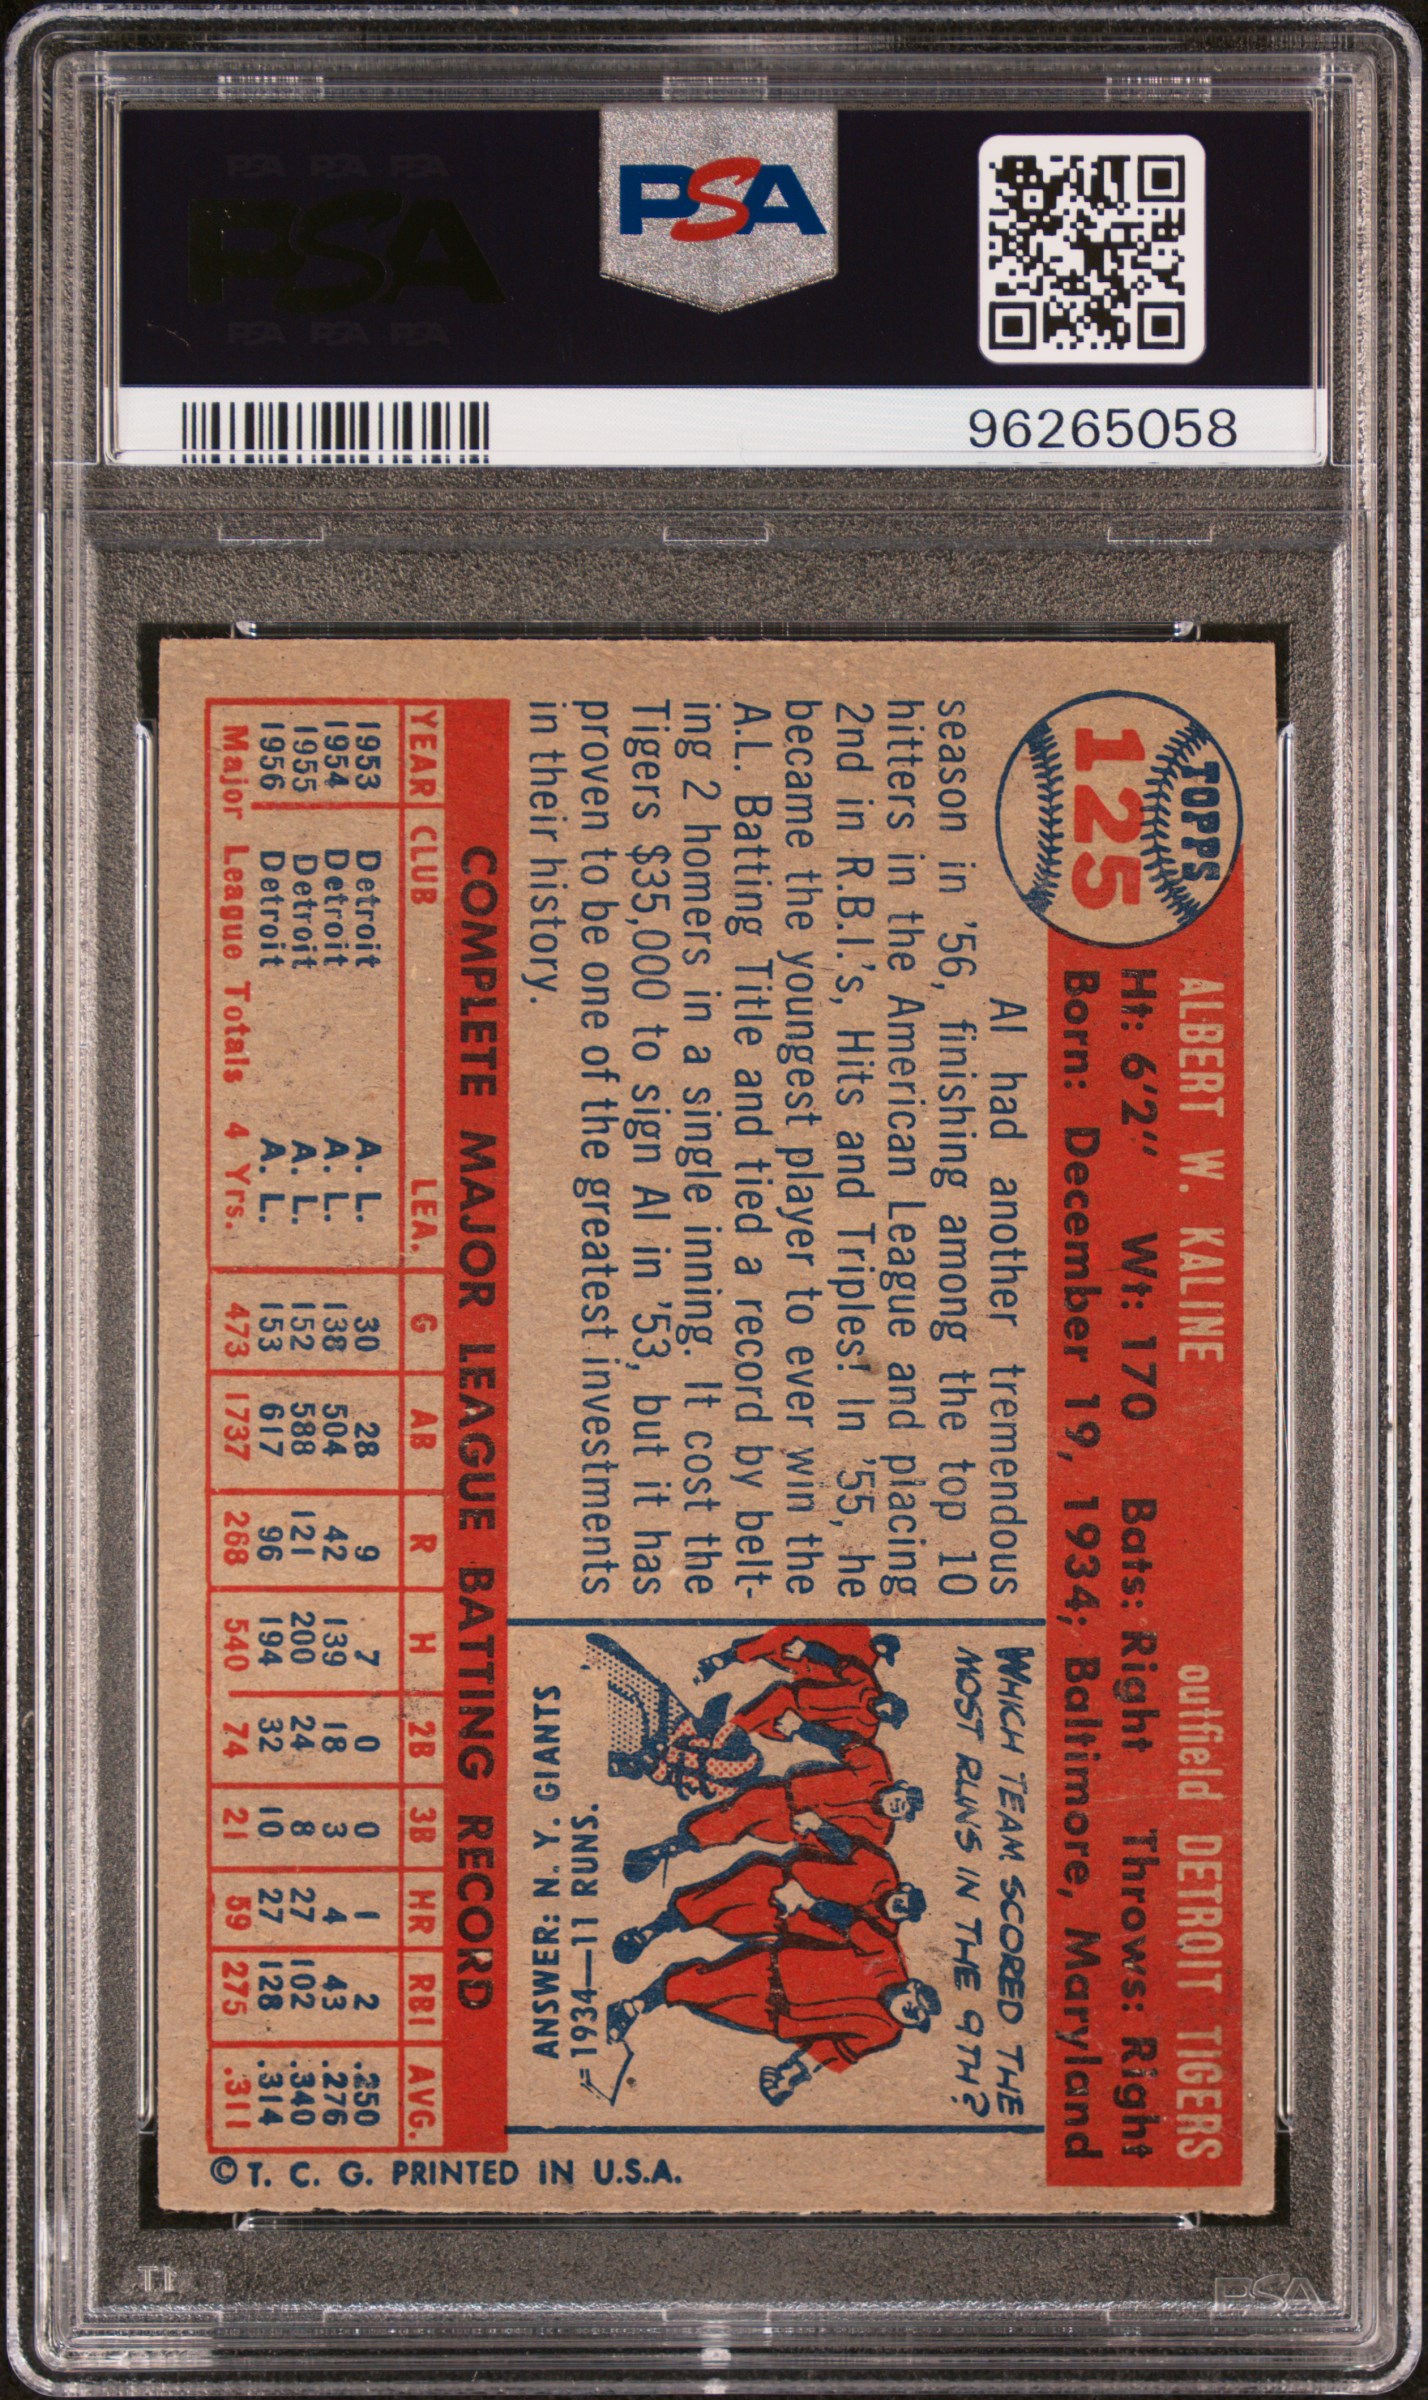 PSA PSA PSA
PSA
PSA PSA PSA
PSA
96265058
TOPPS
125
ALBERT W. KALINE outfield DETROIT TIGERS
Ht: 6'2" Wt: 170 Bats: Right Throws: Right
Born: December 19, 1934; Baltimore, Maryland
Al had another tremendous
season in '56, finishing among the top 10
hitters in the American League and placing
2nd in R.B.I.'s, Hits and Triples! In '55, he
became the youngest player to ever win the
A.L. Batting Title and tied a record by belt-
ing 2 homers in a single inning. It cost the
Tigers $35,000 to sign Al in '53, but it has
proven to be one of the greatest investments
in their history.
WHICH TEAM SCORED THE
MOST RUNS IN THE 9TH?
ANSWER: N. Y. GIANTS
1934—11 RUNS.
COMPLETE MAJOR LEAGUE BATTING RECORD
YEAR CLUB LEA. G AB R H 2B 3B HR RBI AVG.
1953 Detroit A. L. 30 28 9 7 0 0 1 2 .250
1954 Detroit A. L. 138 504 42 139 18 3 4 43 .276
1955 Detroit A. L. 152 588 121 200 24 8 27 102 .340
1956 Detroit A. L. 153 617 96 194 32 10 27 128 .314
Major League Totals 4 Yrs. 473 1737 268 540 74 21 59 275 .311
© T. C. G. PRINTED IN U.S.A.
PSA